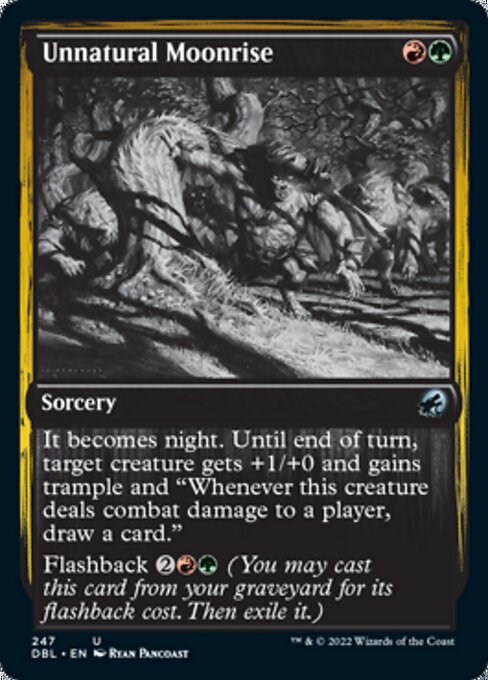 Unnatural Moonrise
Sorcery
It becomes night. Until end of turn,
target creature gets +1/+0 and gains
trample and “Whenever this creature
deals combat damage to a player,
draw a card.”
Flashback 2 (You may cast
this card from your graveyard for its
flashback cost. Then exile it.)
247 U
DBL • EN Ryan Pancoast
™ & © 2022 Wizards of the Coast